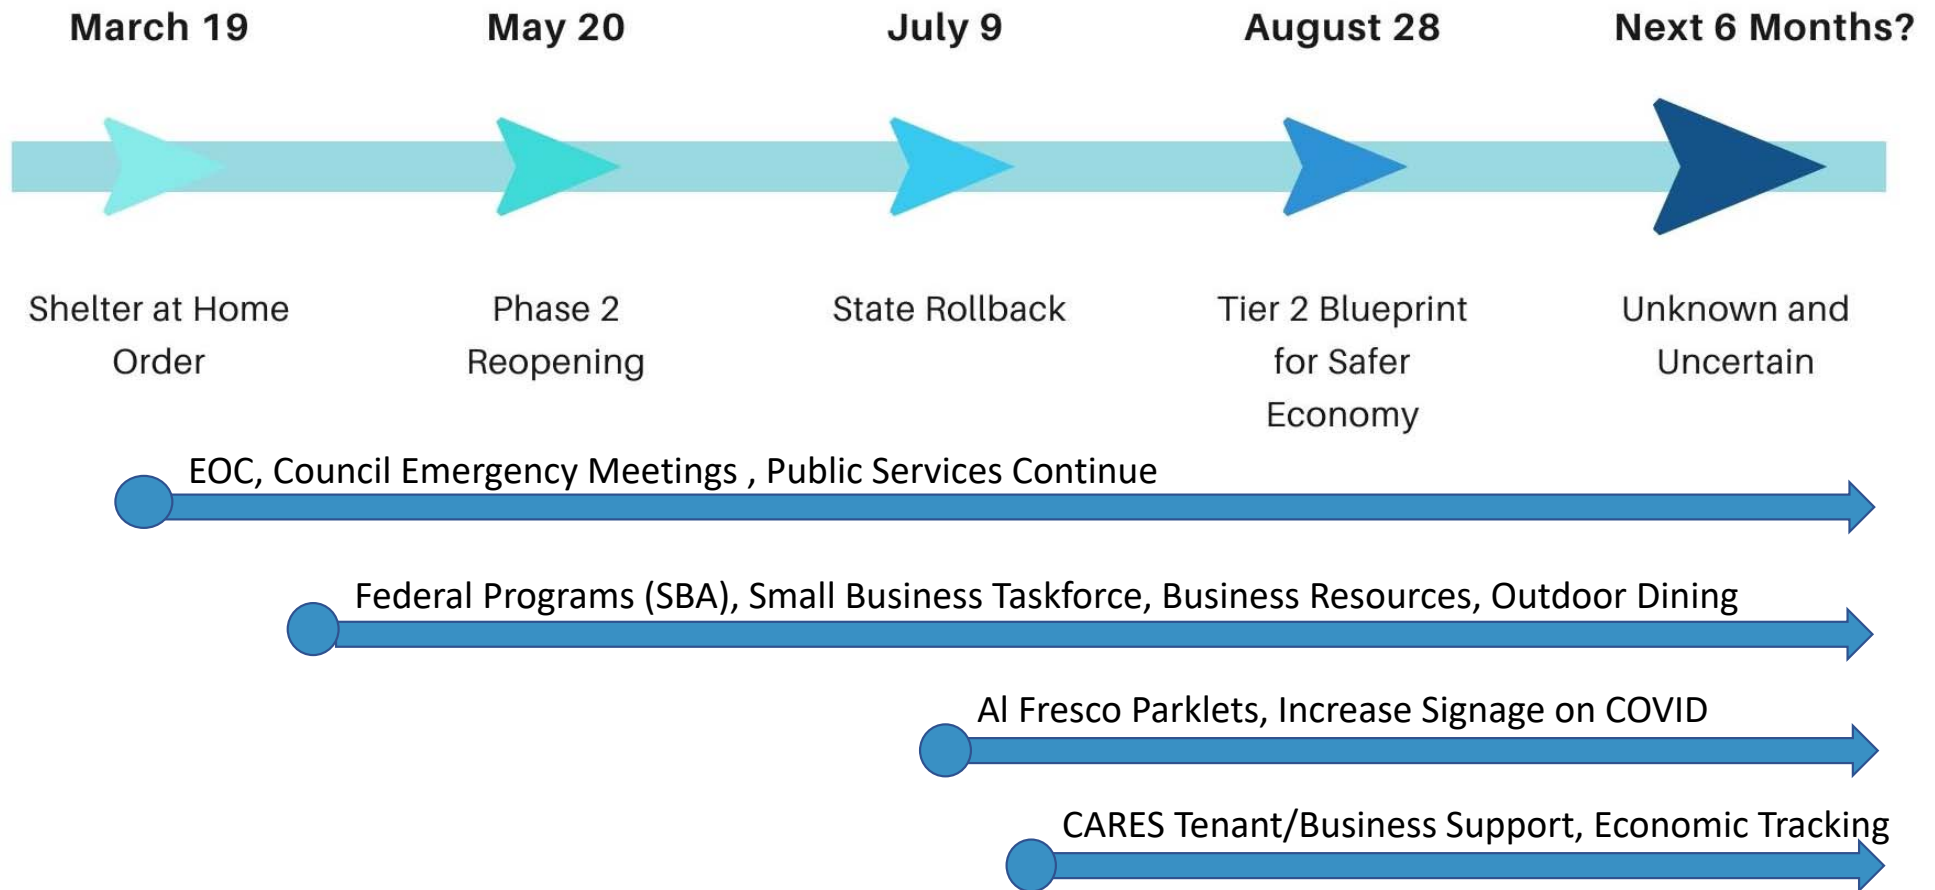 March 19
May 20
July 9
August 28
Next 6 Months?
Shelter at Home
Order
Phase 2
Reopening
State Rollback
Tier 2 Blueprint
for Safer
Economy
Unknown and
Uncertain
EOC, Council Emergency Meetings , Public Services Continue
Federal Programs (SBA), Small Business Taskforce, Business Resources, Outdoor Dining
Al Fresco Parklets, Increase Signage on COVID
CARES Tenant/Business Support, Economic Tracking